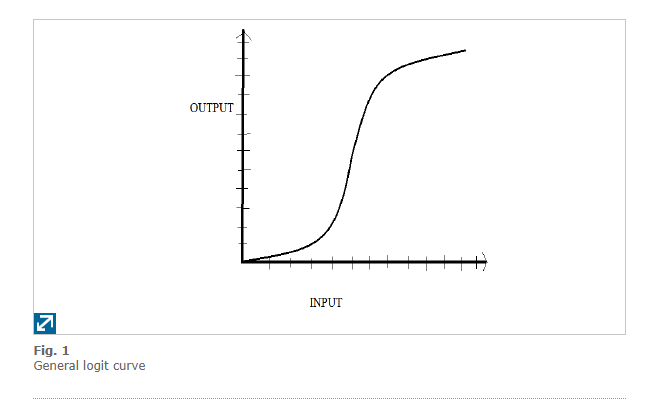 OUTPUT
INPUT
Fig. 1
General logit curve